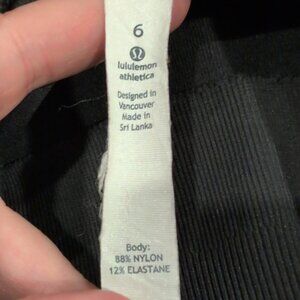 6
lululemon
athletica
Designed in
Vancouver
Made in
Sri Lanka
Body:
88% NYLON
12% ELASTANE